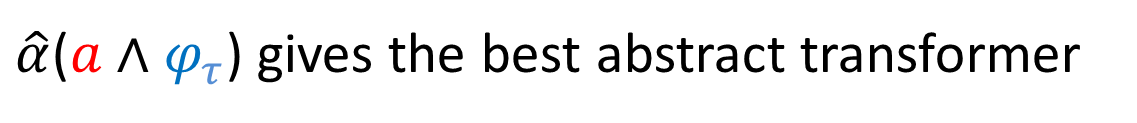 α̂(a ∧ φ_τ) gives the best abstract transformer